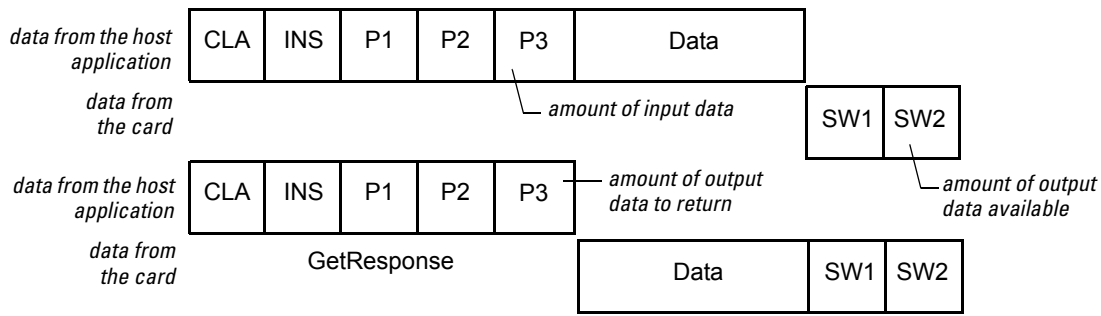 data from the host
application
CLA INS P1 P2 P3 Data
amount of input data
data from
the card
SW1 SW2
amount of output
data available
data from the host
application
CLA INS P1 P2 P3
amount of output
data to return
GetResponse
data from
the card
Data SW1 SW2